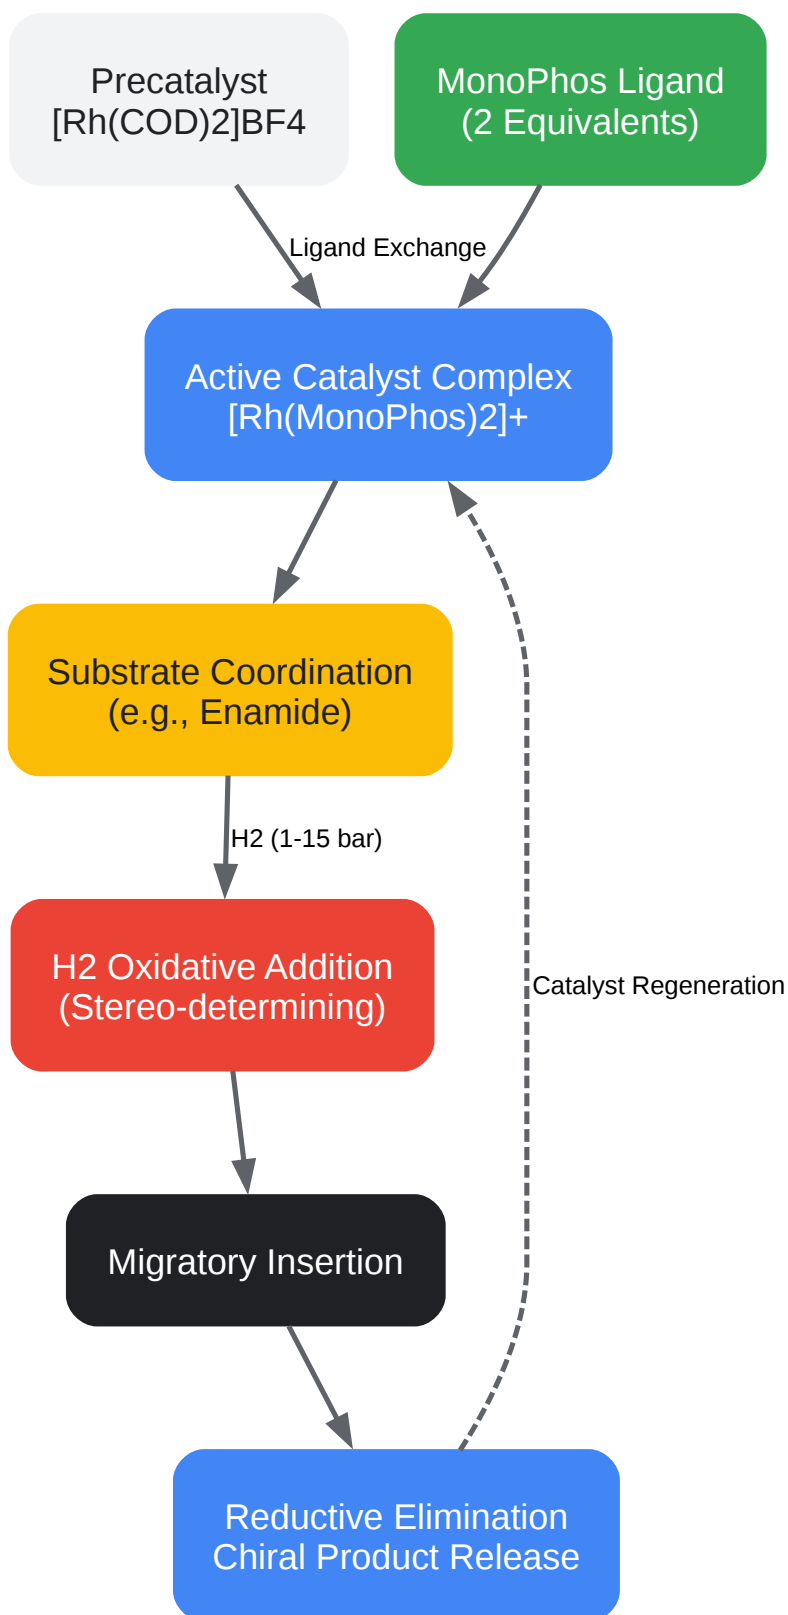 Precatalyst
[Rh(COD)2]BF4
MonoPhos Ligand
(2 Equivalents)
Ligand Exchange
Active Catalyst Complex
[Rh(MonoPhos)2]+
Substrate Coordination
(e.g., Enamide)
H2 (1-15 bar)
H2 Oxidative Addition
(Stereo-determining)
Catalyst Regeneration
Migratory Insertion
Reductive Elimination
Chiral Product Release